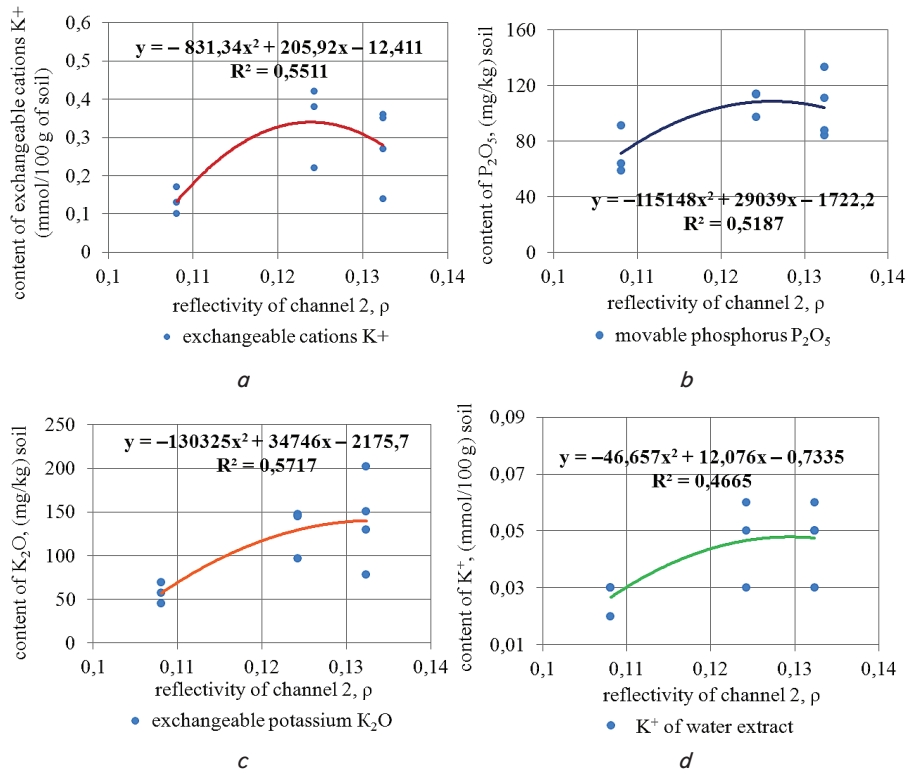 content of exchangeable cations K+
(mmol/100 g of soil)
0,6
0,5
0,4
0,3
0,2
0,1
0
y = – 831,34x² + 205,92x – 12,411
R² = 0,5511
0,1 0,11 0,12 0,13 0,14
reflectivity of channel 2, ρ
exchangeable cations K+
a
content of P₂O₅, (mg/kg) soil
160
120
80
40
0
y = –115148x² + 29039x – 1722,2
R² = 0,5187
0,1 0,11 0,12 0,13 0,14
reflectivity of channel 2, ρ
movable phosphorus P₂O₅
b
content of K₂O, (mg/kg) soil
250
200
150
100
50
0
y = –130325x² + 34746x – 2175,7
R² = 0,5717
0,1 0,11 0,12 0,13 0,14
reflectivity of channel 2, ρ
exchangeable potassium K₂O
c
content of K⁺, (mmol/100 g) soil
0,09
0,07
0,05
0,03
0,01
y = –46,657x² + 12,076x – 0,7335
R² = 0,4665
0,1 0,11 0,12 0,13 0,14
reflectivity of channel 2, ρ
K⁺ of water extract
d